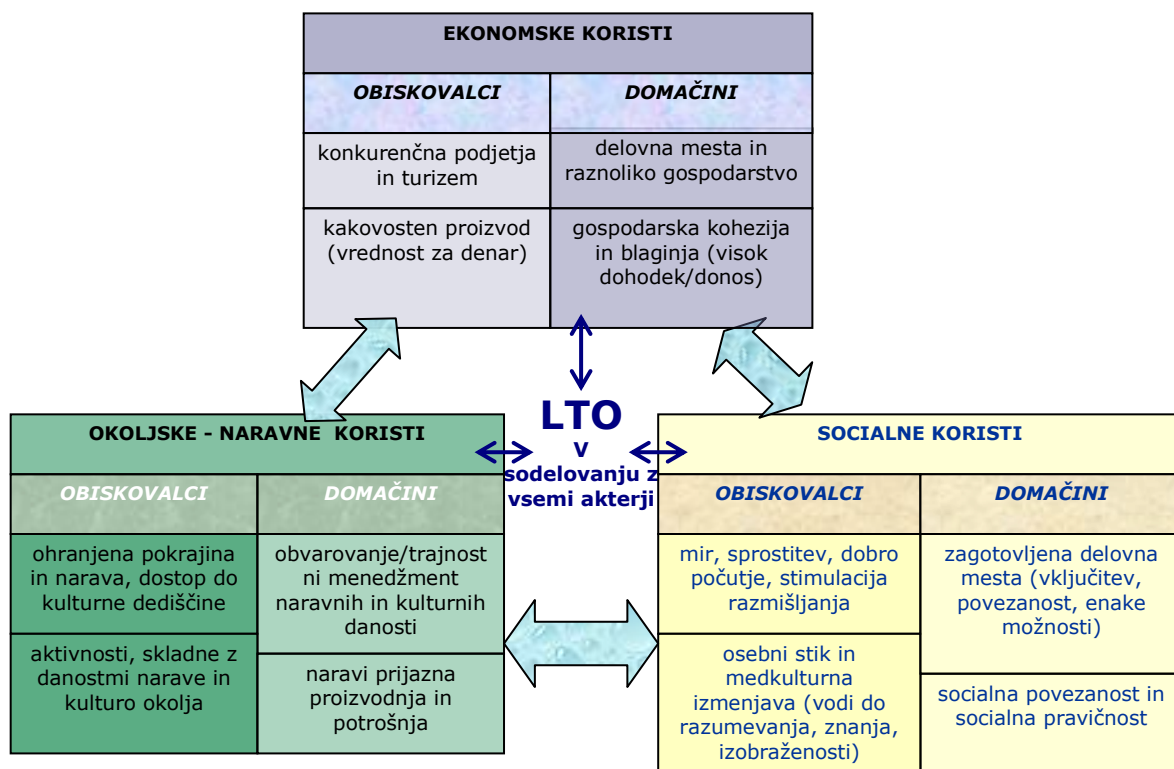 EKONOMSKE KORISTI
OBISKOVALCI
DOMAČINI
konkurenčna podjetja
in turizem
delovna mesta in
raznoliko gospodarstvo
kakovosten proizvod
(vrednost za denar)
gospodarska kohezija
in blaginja (visok
dohodek/donos)
LTO
v
sodelovanju z
vsemi akterji
OKOLJSKE - NARAVNE KORISTI
OBISKOVALCI
DOMAČINI
ohranjena pokrajina
in narava, dostop do
kulturne dediščine
obvarovanje/trajnost
ni menedžment
naravnih in kulturnih
danosti
aktivnosti, skladne z
danostmi narave in
kulturo okolja
naravi prijazna
proizvodnja in
potrošnja
SOCIALNE KORISTI
OBISKOVALCI
DOMAČINI
mir, sprostitev, dobro
počutje, stimulacija
razmišljanja
zagotovljena delovna
mesta (vključitev,
povezanost, enake
možnosti)
osebni stik in
medkulturna
izmenjava (vodi do
razumevanja, znanja,
izobraženosti)
socialna povezanost in
socialna pravičnost